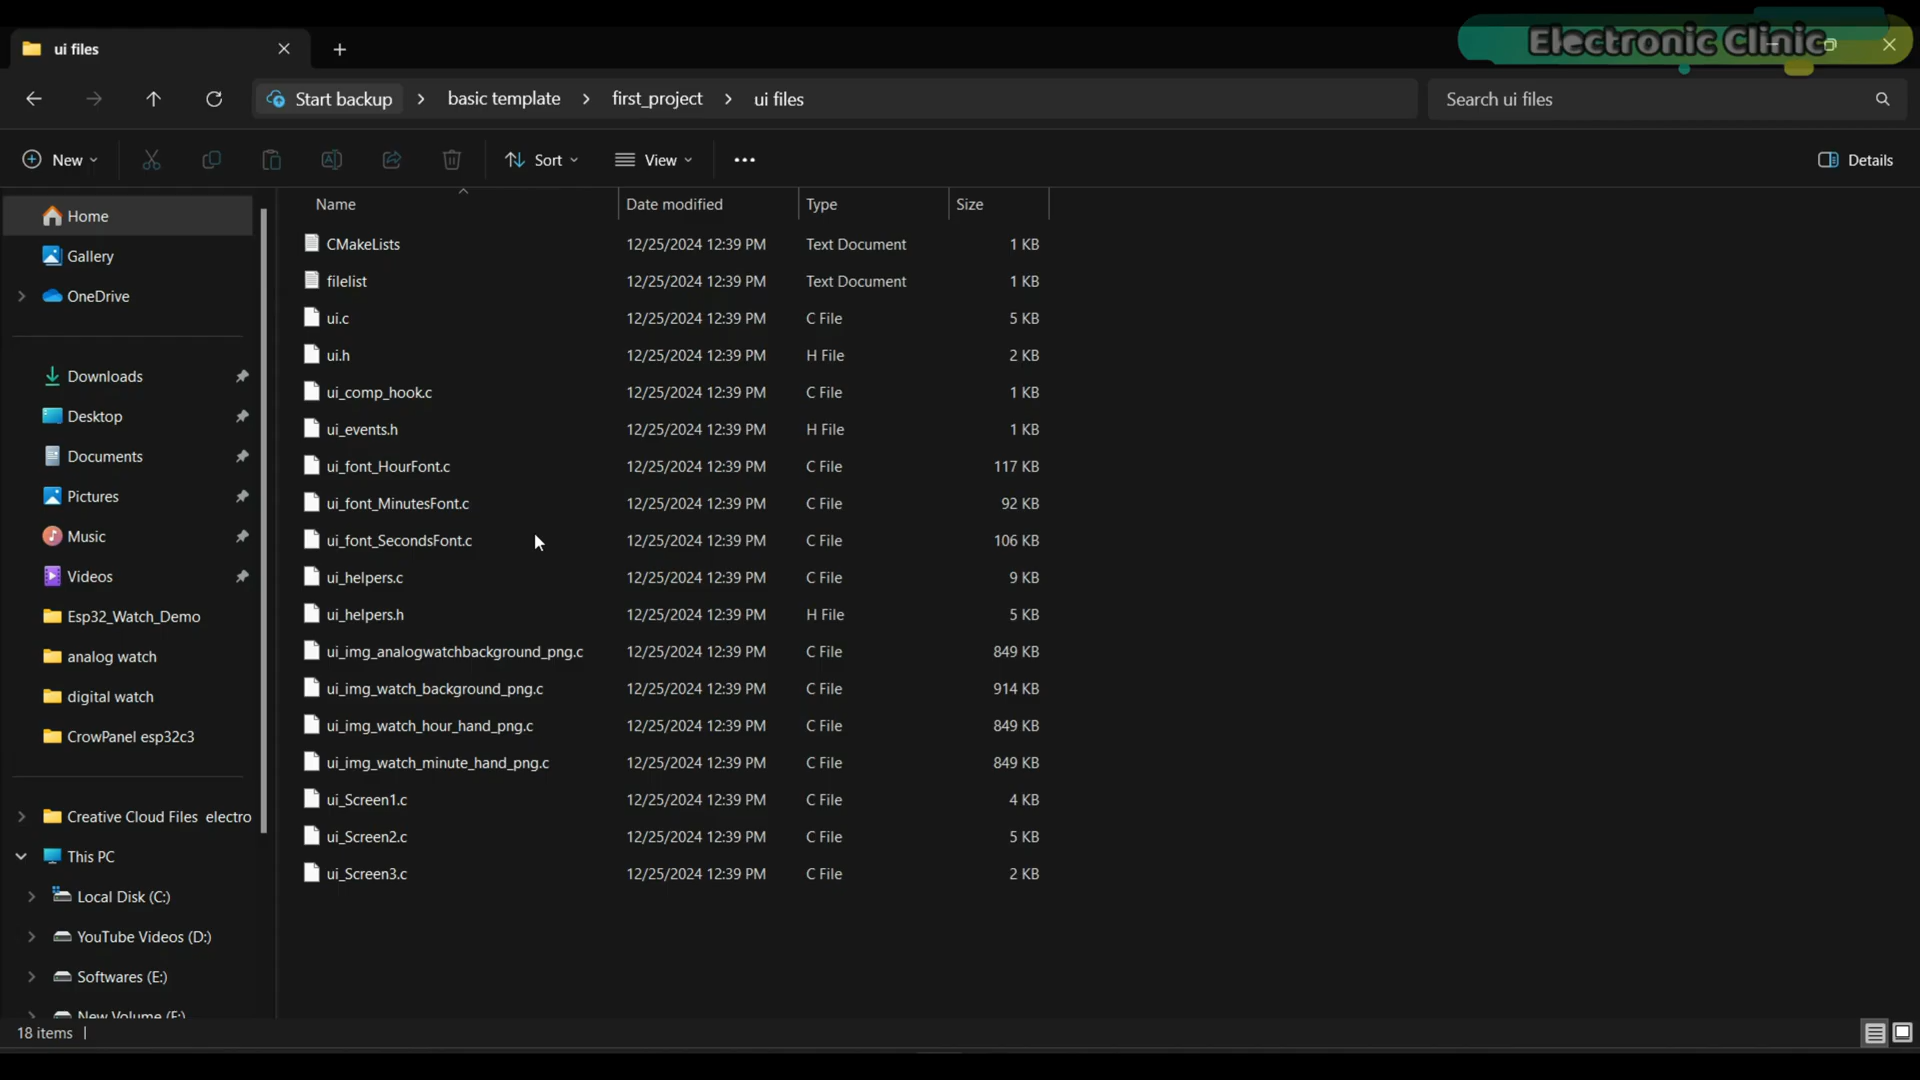 ui files
Electronic Clinic
Start backup
basic template
first_project
ui files
Search ui files
New
Sort
View
Details
Name Date modified Type Size
Home
Gallery
OneDrive
Downloads
Desktop
Documents
Pictures
Music
Videos
Esp32_Watch_Demo
analog watch
digital watch
CrowPanel esp32c3
Creative Cloud Files electro
This PC
Local Disk (C:)
YouTube Videos (D:)
Softwares (E:)
New Volume (F:)
CMakeLists 12/25/2024 12:39 PM Text Document 1 KB
filelist 12/25/2024 12:39 PM Text Document 1 KB
ui.c 12/25/2024 12:39 PM C File 5 KB
ui.h 12/25/2024 12:39 PM H File 2 KB
ui_comp_hook.c 12/25/2024 12:39 PM C File 1 KB
ui_events.h 12/25/2024 12:39 PM H File 1 KB
ui_font_HourFont.c 12/25/2024 12:39 PM C File 117 KB
ui_font_MinutesFont.c 12/25/2024 12:39 PM C File 92 KB
ui_font_SecondsFont.c 12/25/2024 12:39 PM C File 106 KB
ui_helpers.c 12/25/2024 12:39 PM C File 9 KB
ui_helpers.h 12/25/2024 12:39 PM H File 5 KB
ui_img_analogwatchbackground_png.c 12/25/2024 12:39 PM C File 849 KB
ui_img_watch_background_png.c 12/25/2024 12:39 PM C File 914 KB
ui_img_watch_hour_hand_png.c 12/25/2024 12:39 PM C File 849 KB
ui_img_watch_minute_hand_png.c 12/25/2024 12:39 PM C File 849 KB
ui_Screen1.c 12/25/2024 12:39 PM C File 4 KB
ui_Screen2.c 12/25/2024 12:39 PM C File 5 KB
ui_Screen3.c 12/25/2024 12:39 PM C File 2 KB
18 items